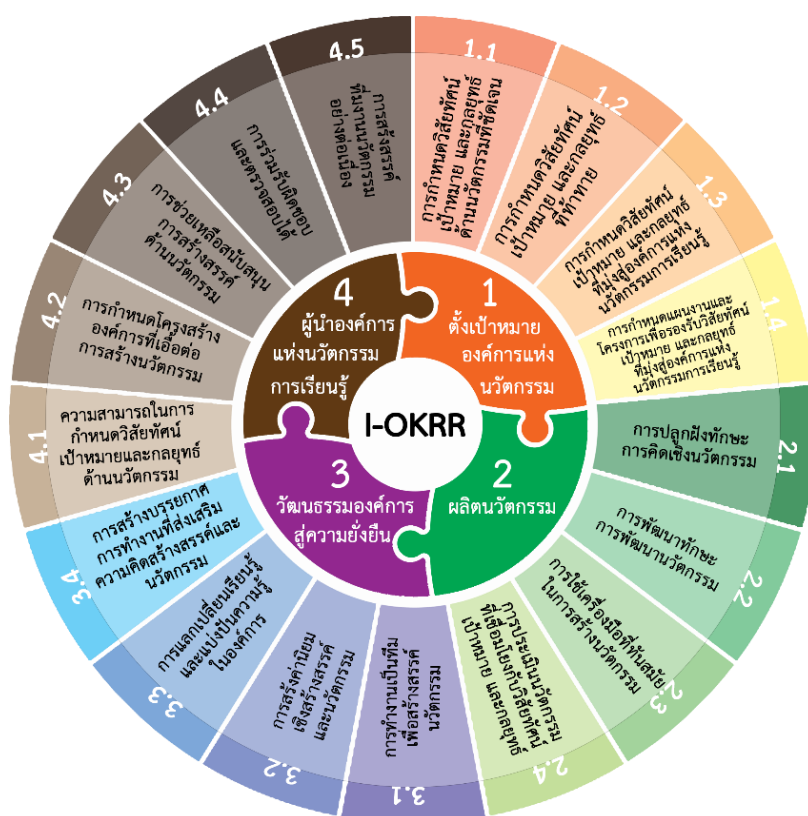 I-OKRR
1
ตั้งเป้าหมาย
องค์การแห่ง
นวัตกรรม
2
ผลิตนวัตกรรม
3
วัฒนธรรมองค์การ
สู่ความยั่งยืน
4
ผู้นำองค์การ
แห่งนวัตกรรม
การเรียนรู้
1.1
การกำหนดวิสัยทัศน์
เป้าหมาย และกลุยุทธ์
ด้านนวัตกรรมที่ชัดเจน
1.2
การกำหนดวิสัยทัศน์
เป้าหมาย และกลยุทธ์
ที่ท้าทาย
1.3
การกำหนดวิสัยทัศน์
เป้าหมาย และกลยุทธ์
ที่มุ่งสู่องค์การแห่ง
นวัตกรรมการเรียนรู้
1.4
การกำหนดแผนงานและ
โครงการเพื่อรองรับวิสัยทัศน์
เป้าหมาย และกลยุทธ์
ที่มุ่งสู่องค์การแห่ง
นวัตกรรมการเรียนรู้
2.1
การปลูกฝังทักษะ
การคิดเชิงนวัตกรรม
2.2
การพัฒนาทักษะ
การพัฒนานวัตกรรม
2.3
การใช้เครื่องมือที่ทันสมัย
ในการสร้างนวัตกรรม
2.4
การประเมินนวัตกรรม
ที่เชื่อมโยงกับวิสัยทัศน์
เป้าหมาย และกลยุทธ์
3.1
การทำงานเป็นทีม
เพื่อสร้างสรรค์
นวัตกรรม
3.2
การสร้งค่านิยม
เชิงสร้างสรรค์
และนวัตกรรม
3.3
การแลกเปลี่ยนเรียนรู้
และแบ่งปันความรู้
ในองค์การ
3.4
การสร้างบรรยกาศ
การทำงานที่ส่งเสริม
ความคิดสร้างสรรค์และ
นวัตกรรม
4.1
ความสามารถในการ
กำหนดวิสัยทัศน์
เป้าหมายและกลยุทธ์
ด้านนวัตกรรม
4.2
การกำหนดโครงสร้าง
องค์การที่เอื้อต่อ
การสร้างนวัตกรรม
4.3
การช่วยเหลือสนับสนุน
การสร้างสรรค์
ด้านนวัตกรรม
4.4
การร่วมรับผิดชอบ
และตรวจสอบได้
4.5
การสร้งสรรค์
ทีมงานนวัตกรรม
อย่างต่อเนื่อง